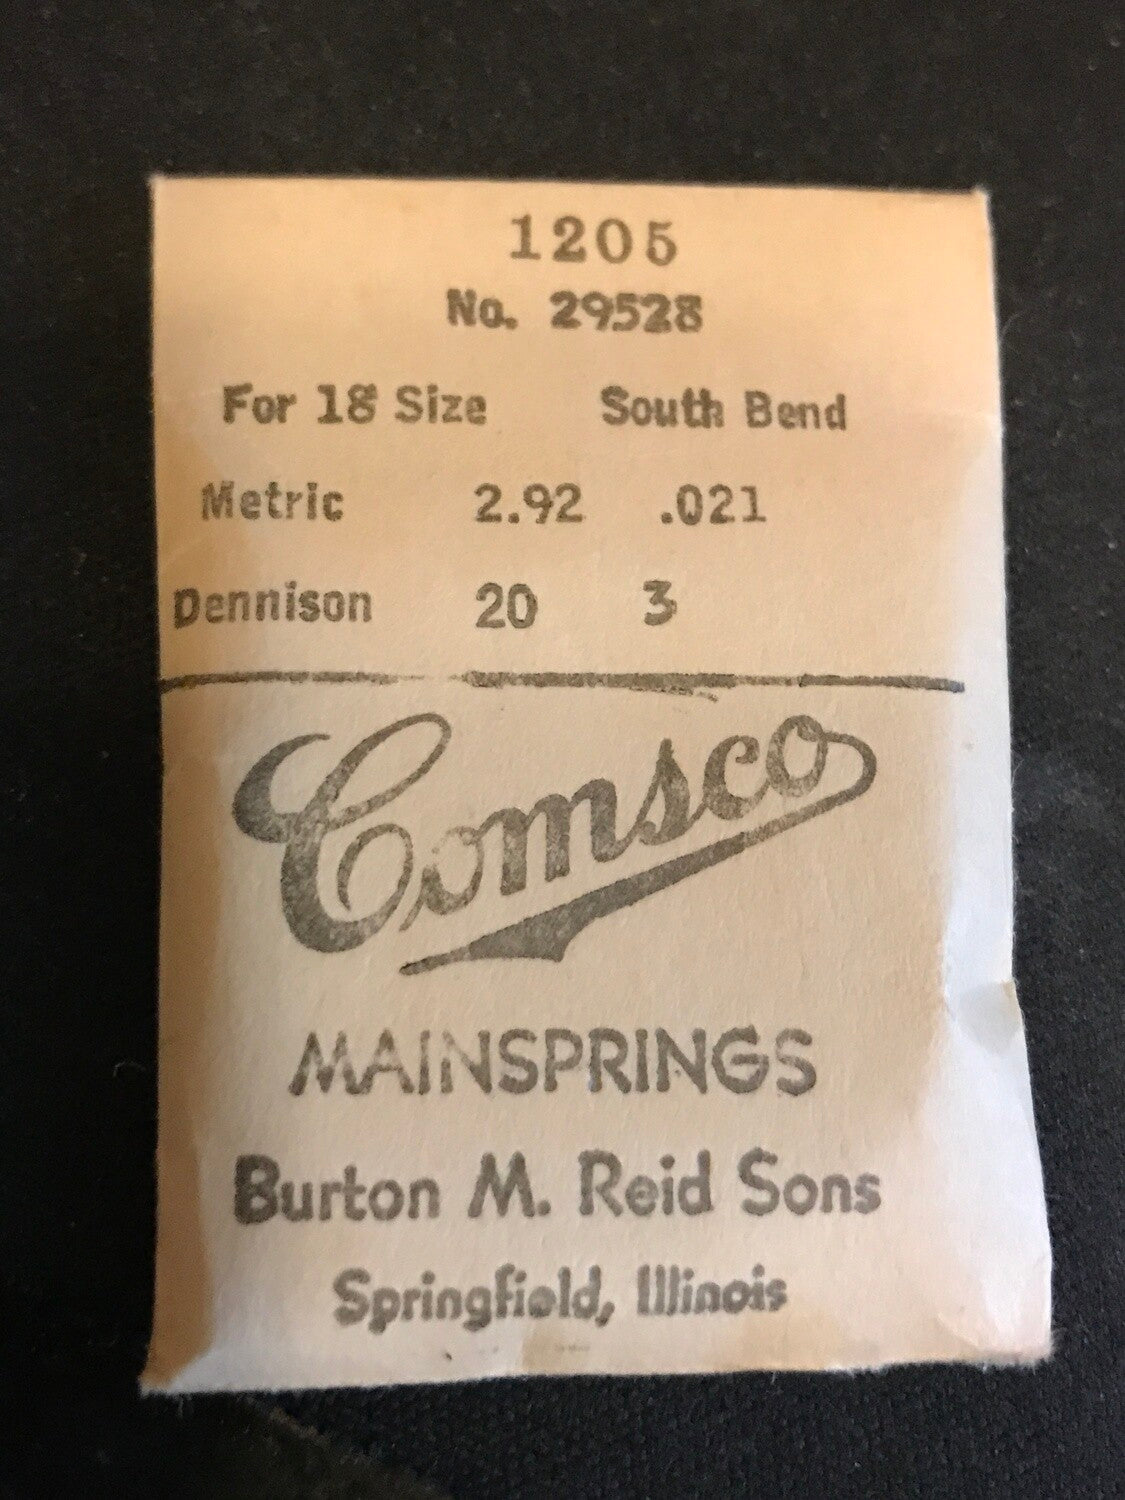 1205
No. 29528
For 18 Size South Bend
Metric 2.92 .021
Dennison 20 3
Comsco
MAINSPRINGS
Burton M. Reid Sons
Springfield, Illinois